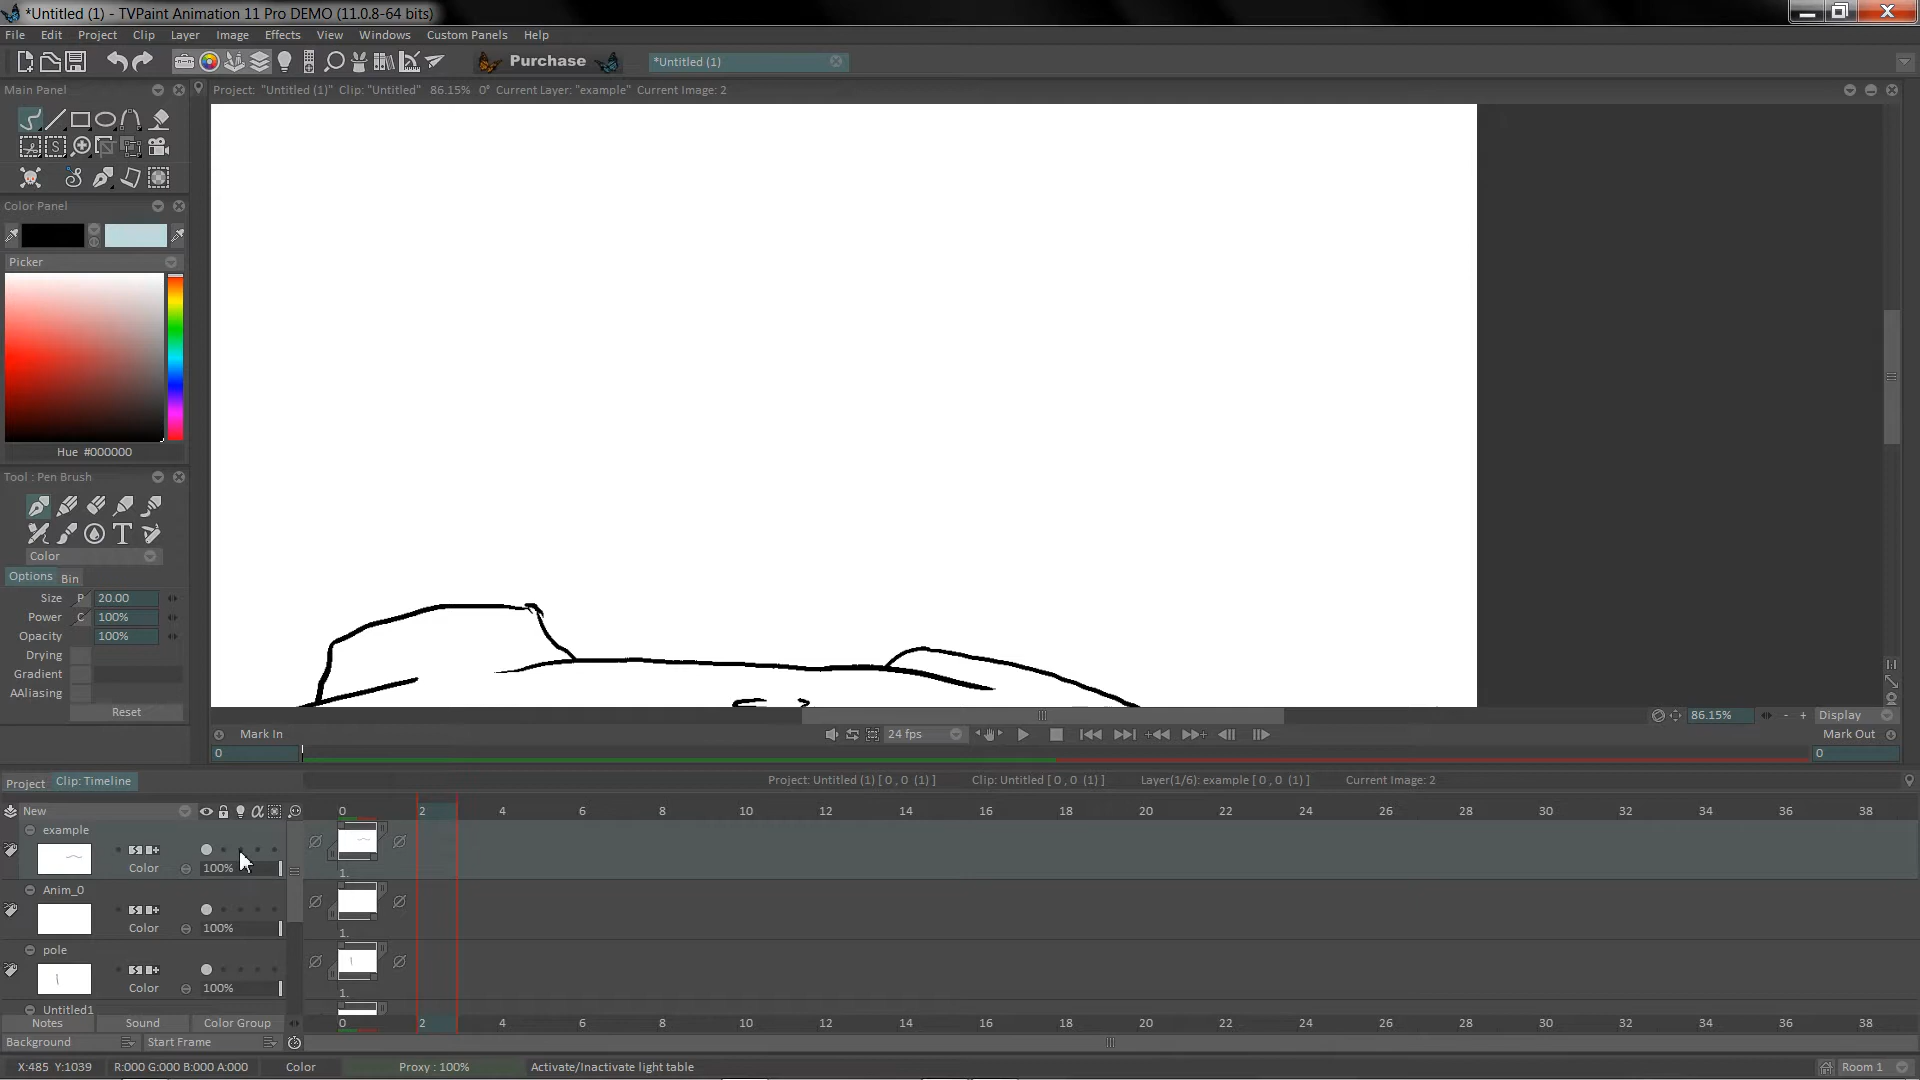 *Untitled (1) - TVPaint Animation 11 Pro DEMO (11.0.8-64 bits)
File Edit Project Clip Layer Image Effects View Windows Custom Panels Help
Purchase *Untitled (1)
Main Panel
Project: "Untitled (1)" Clip: "Untitled" 86.15% 0° Current Layer: "example" Current Image: 2
Color Panel
Picker
Hue #000000
Tool : Pen Brush
Color
Options Bin
Size P 20.00
Power C 100%
Opacity 100%
Drying
Gradient
AAliasing
Reset
86.15% - + Display
Mark In 24 fps Mark Out
0 0
Project Clip: Timeline Project: Untitled (1) [ 0 , 0 (1) ] Clip: Untitled [ 0 , 0 (1) ] Layer(1/6): example [ 0 , 0 (1) ] Current Image: 2
New 0 2 4 6 8 10 12 14 16 18 20 22 24 26 28 30 32 34 36 38
example
Color 100% 1.
Anim_0
Color 100% 1.
pole
Color 100% 1.
Untitled1
Notes Sound Color Group 0 2 4 6 8 10 12 14 16 18 20 22 24 26 28 30 32 34 36 38
Background Start Frame
X:485 Y:1039 R:000 G:000 B:000 A:000 Color Proxy : 100% Activate/Inactivate light table Room 1